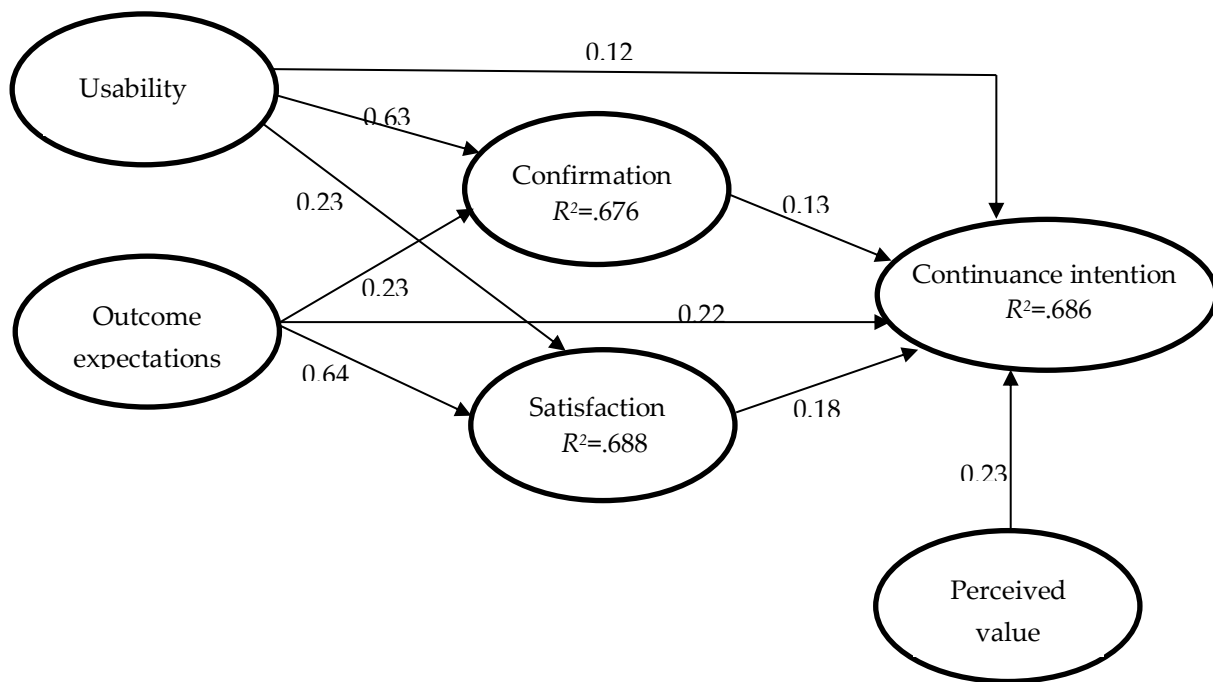 0.12
Usability
0.63
Confirmation
R²=.676
0.23
0.13
Continuance intention
R²=.686
Outcome
expectations
0.23
0.22
0.64
Satisfaction
R²=.688
0.18
0.23
Perceived
value